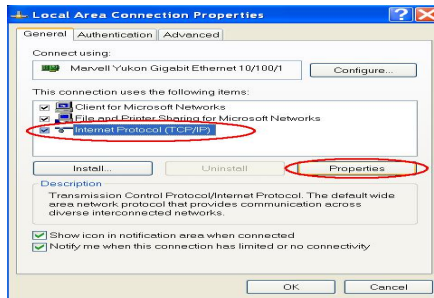 Local Area Connection Properties
General Authentication Advanced
Connect using:
Marvell Yukon Gigabit Ethernet 10/100/1 Configure...
This connection uses the following items:
Client for Microsoft Networks
File and Printer Sharing for Microsoft Networks
Internet Protocol (TCP/IP)
Install... Uninstall Properties
Description
Transmission Control Protocol/Internet Protocol. The default wide
area network protocol that provides communication across
diverse interconnected networks.
Show icon in notification area when connected
Notify me when this connection has limited or no connectivity
OK Cancel